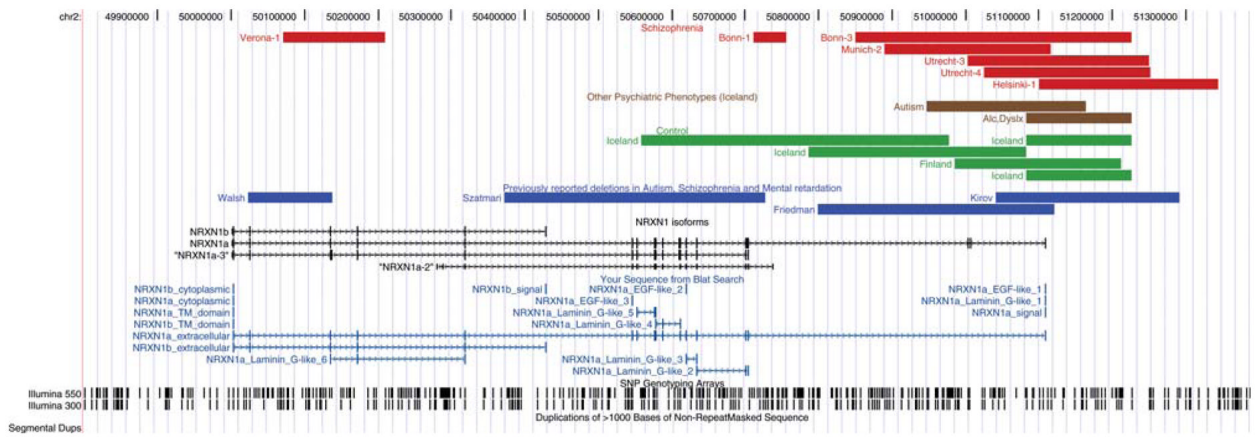 chr2: 49900000 50000000 50100000 50200000 50300000 50400000 50500000 50600000 50700000 50800000 50900000 51000000 51100000 51200000 51300000
Schizophrenia
Verona-1 Bonn-1 Bonn-3
Munich-2
Utrecht-3
Utrecht-4
Helsinki-1
Other Psychiatric Phenotypes (Iceland)
Autism
Alc,Dyslx
Control
Iceland Iceland
Iceland
Finland
Iceland
Previously reported deletions in Autism, Schizophrenia and Mental retardation
Walsh Szatmari Kirov
Friedman
NRXN1 isoforms
NRXN1b
NRXN1a
"NRXN1a-3"
"NRXN1a-2"
Your Sequence from Blat Search
NRXN1b_cytoplasmic NRXN1b_signal NRXN1a_EGF-like_2 NRXN1a_EGF-like_1
NRXN1a_cytoplasmic NRXN1a_EGF-like_3 NRXN1a_Laminin_G-like_1
NRXN1a_TM_domain NRXN1a_Laminin_G-like_5 NRXN1a_signal
NRXN1b_TM_domain NRXN1a_Laminin_G-like_4
NRXN1a_extracellular
NRXN1b_extracellular
NRXN1a_Laminin_G-like_6 NRXN1a_Laminin_G-like_3
NRXN1a_Laminin_G-like_2
SNP Genotyping Arrays
Illumina 550
Illumina 300
Duplications of >1000 Bases of Non-RepeatMasked Sequence
Segmental Dups